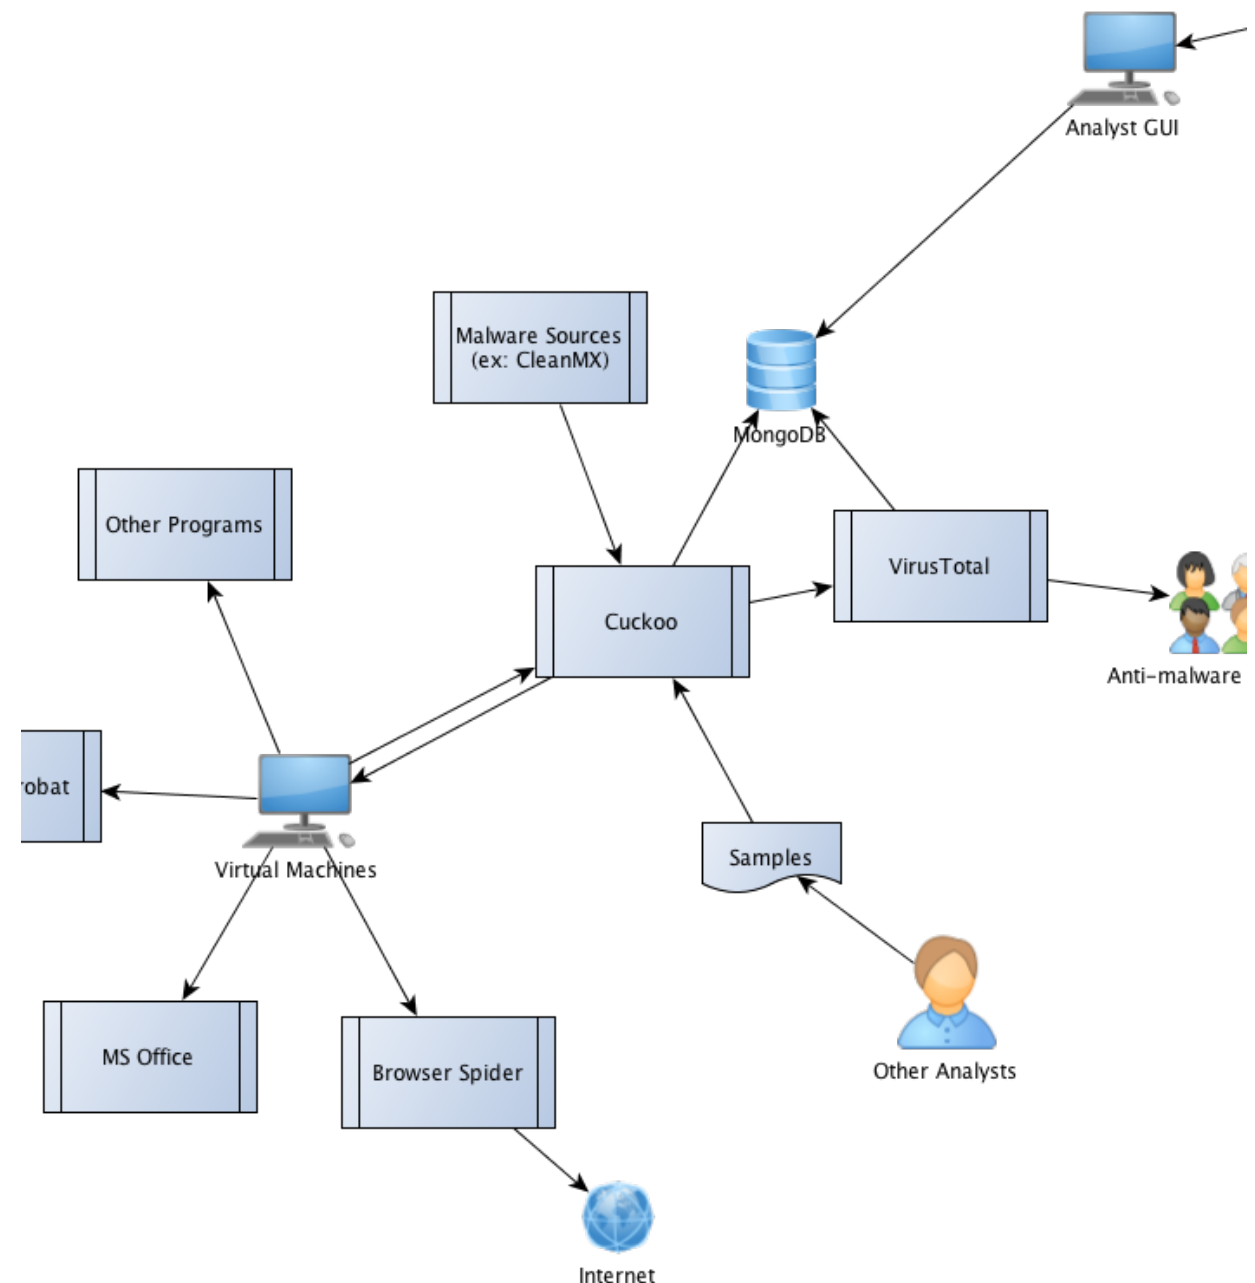 Analyst GUI
Malware Sources
(ex: CleanMX)
MongoDB
Other Programs
VirusTotal
Cuckoo
Anti-malware
robat
Samples
Virtual Machines
MS Office
Browser Spider
Other Analysts
Internet